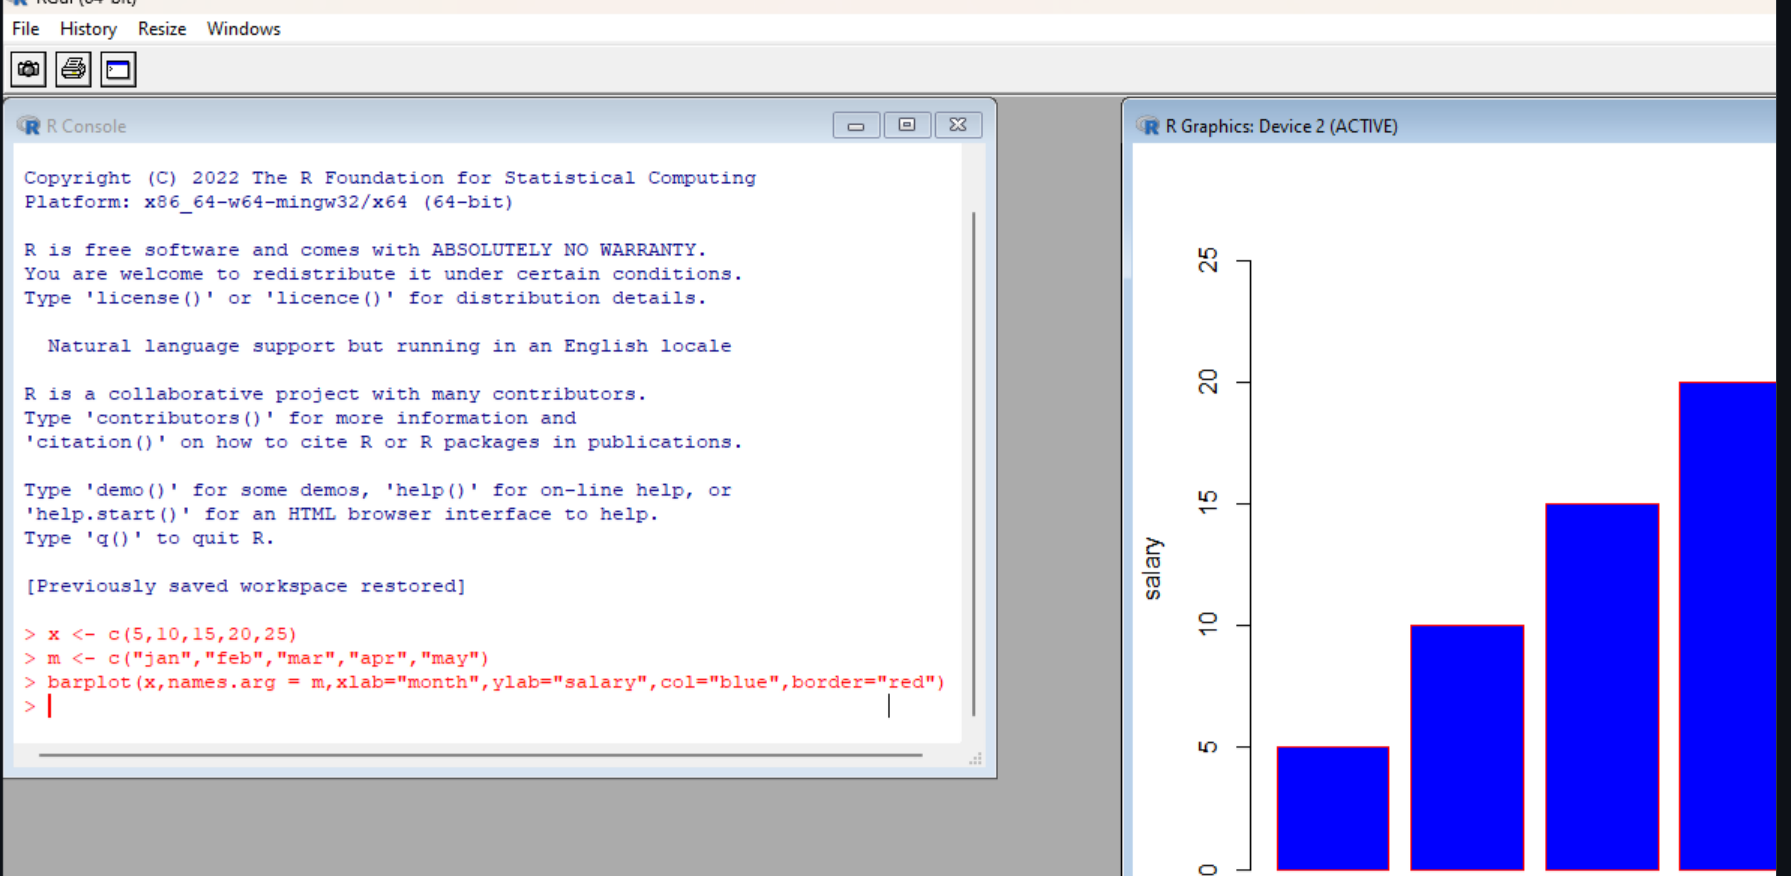 RGui (64-bit)
File History Resize Windows
R Console
Copyright (C) 2022 The R Foundation for Statistical Computing
Platform: x86_64-w64-mingw32/x64 (64-bit)
R is free software and comes with ABSOLUTELY NO WARRANTY.
You are welcome to redistribute it under certain conditions.
Type 'license()' or 'licence()' for distribution details.
Natural language support but running in an English locale
R is a collaborative project with many contributors.
Type 'contributors()' for more information and
'citation()' on how to cite R or R packages in publications.
Type 'demo()' for some demos, 'help()' for on-line help, or
'help.start()' for an HTML browser interface to help.
Type 'q()' to quit R.
[Previously saved workspace restored]
> x <- c(5,10,15,20,25)
> m <- c("jan","feb","mar","apr","may")
> barplot(x,names.arg = m,xlab="month",ylab="salary",col="blue",border="red")
>
R Graphics: Device 2 (ACTIVE)
25
20
15
10
5
0
salary